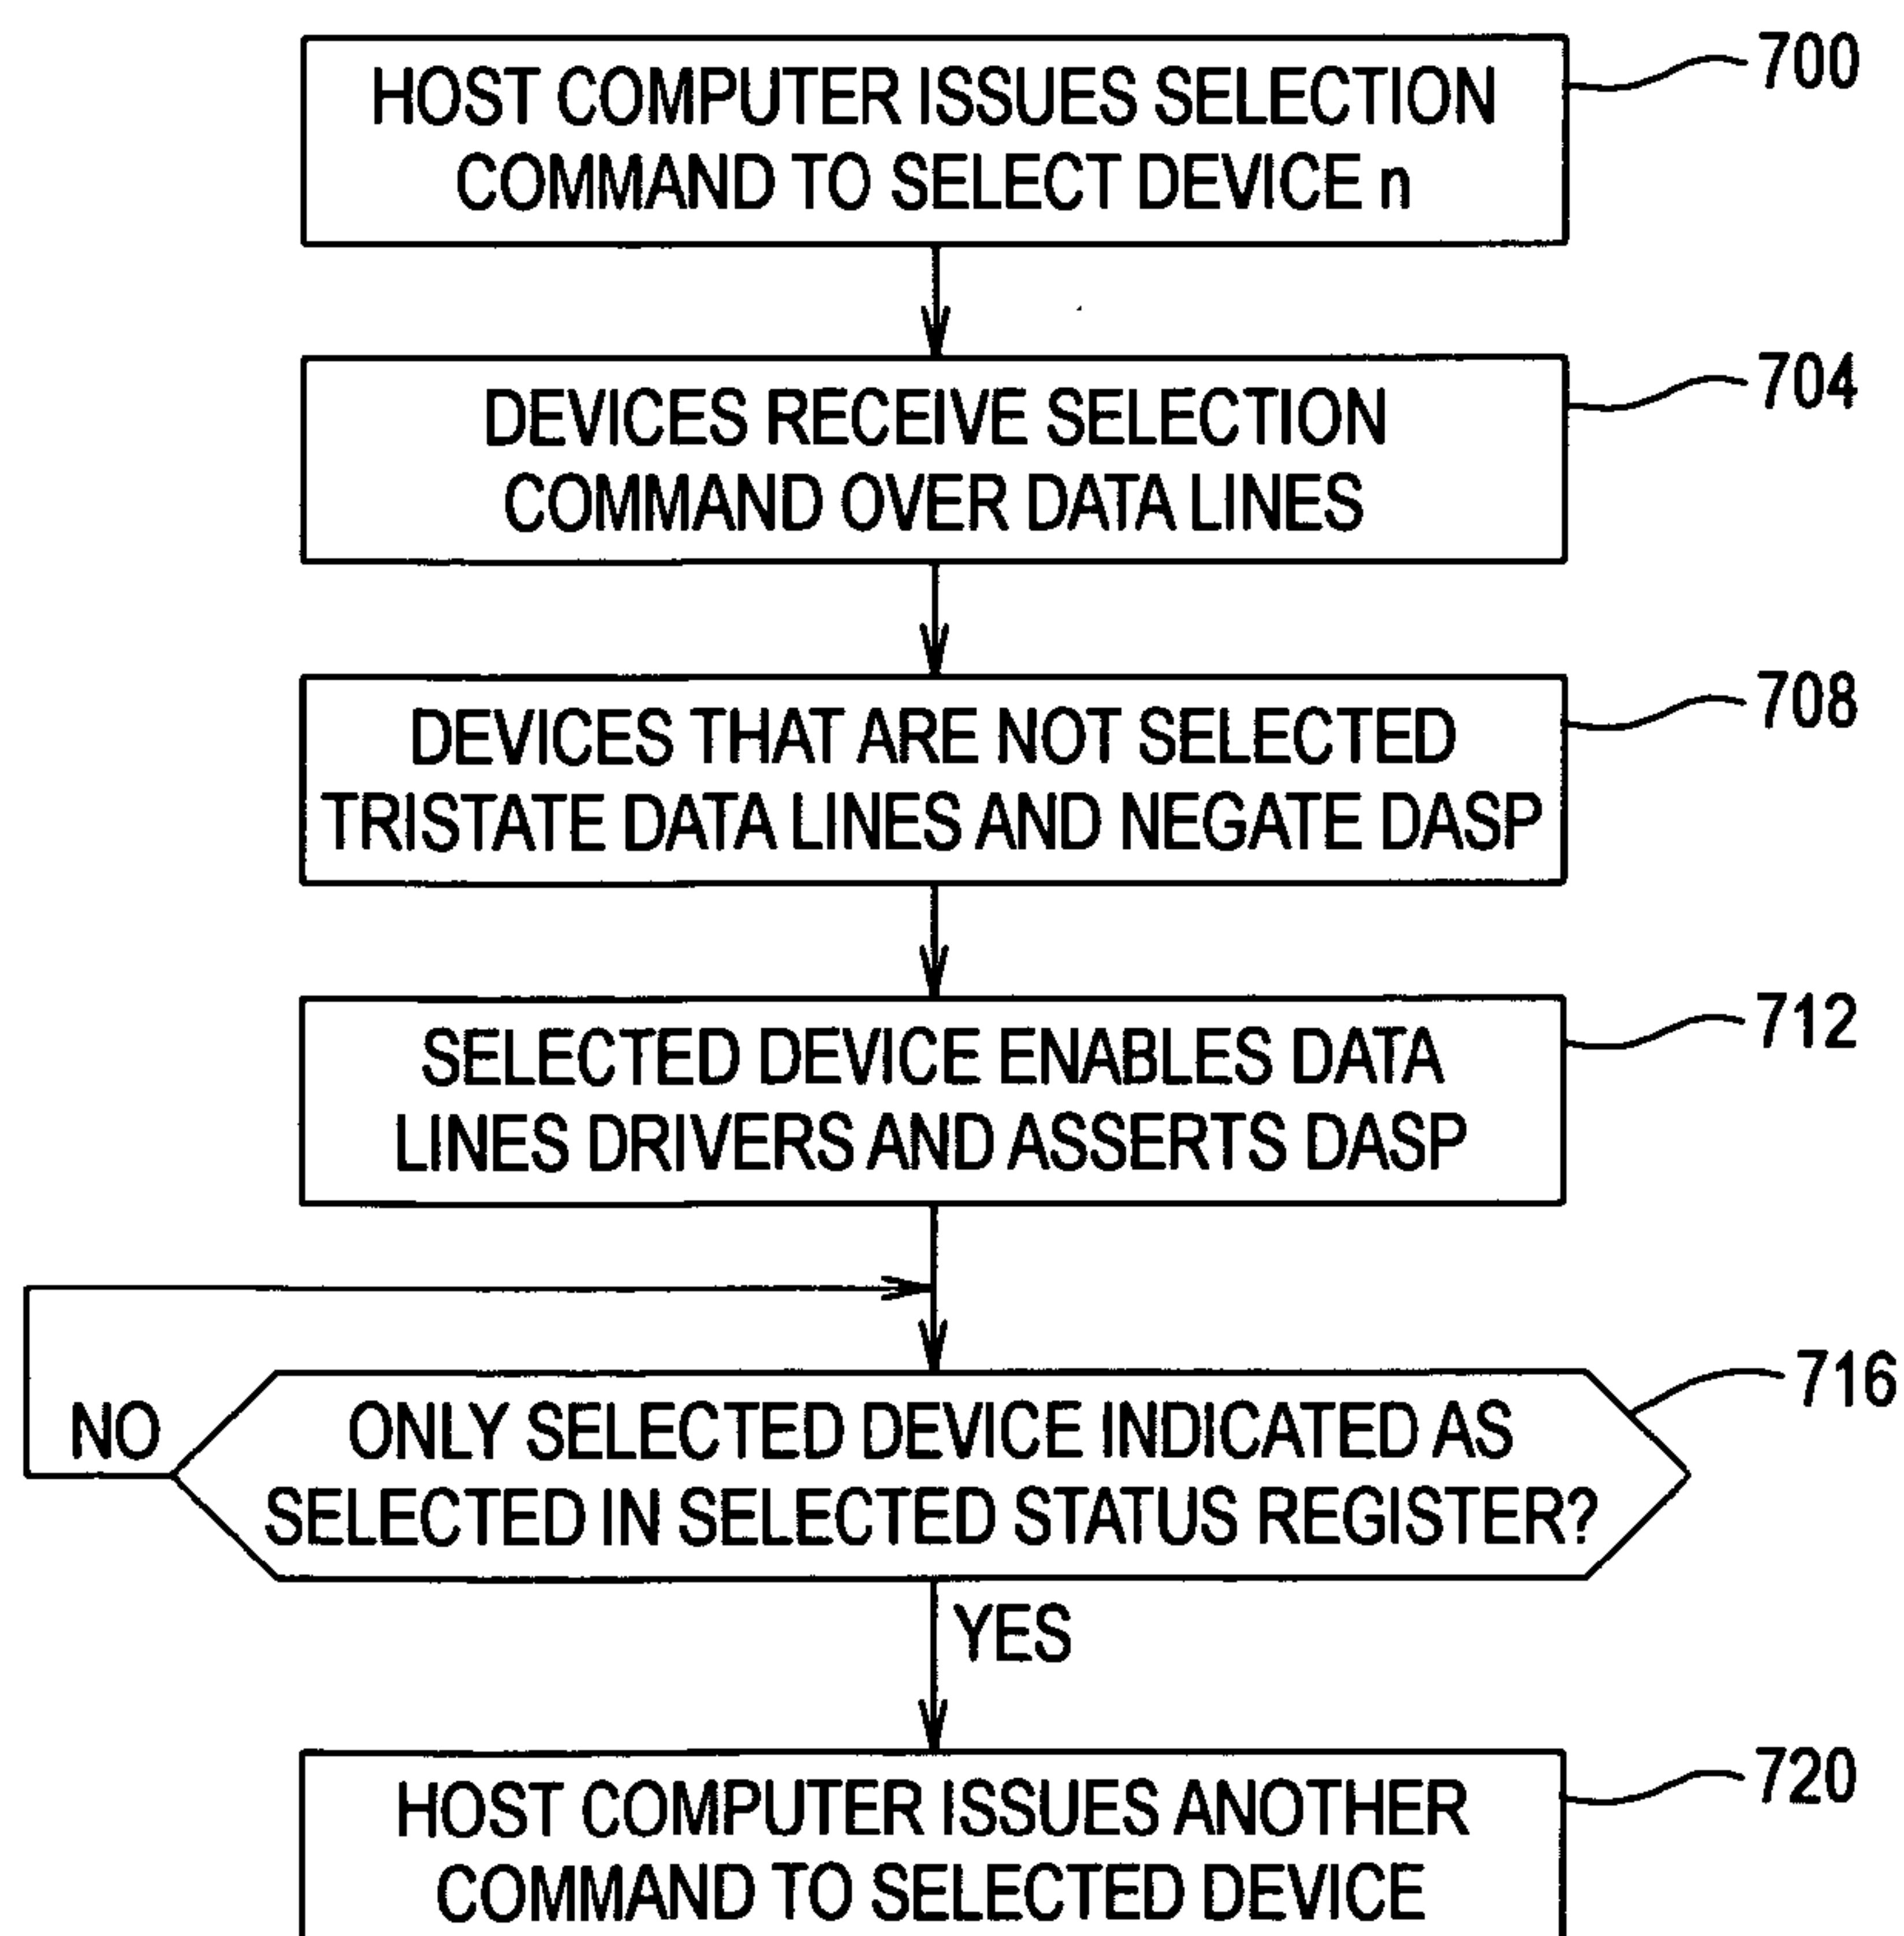 HOST COMPUTER ISSUES SELECTION
COMMAND TO SELECT DEVICE n
700
DEVICES RECEIVE SELECTION
COMMAND OVER DATA LINES
704
DEVICES THAT ARE NOT SELECTED
TRISTATE DATA LINES AND NEGATE DASP
708
SELECTED DEVICE ENABLES DATA
LINES DRIVERS AND ASSERTS DASP
712
NO
ONLY SELECTED DEVICE INDICATED AS
SELECTED IN SELECTED STATUS REGISTER?
716
YES
HOST COMPUTER ISSUES ANOTHER
COMMAND TO SELECTED DEVICE
720